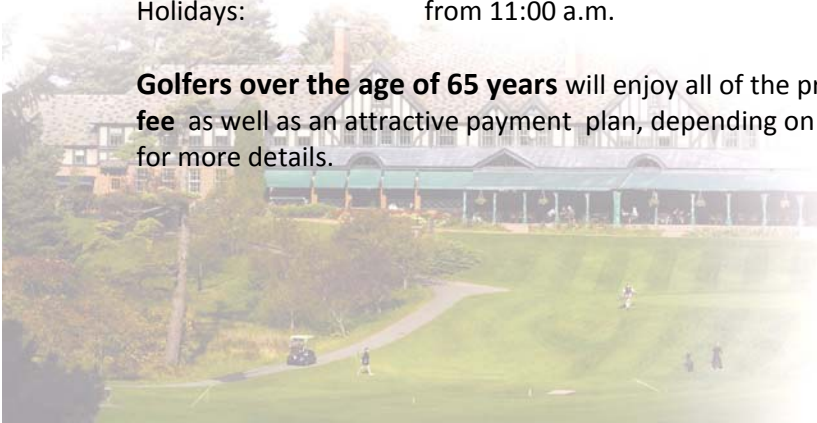 Holidays: from 11:00 a.m.
Golfers over the age of 65 years will enjoy all of the pr
fee as well as an attractive payment plan, depending on
for more details.